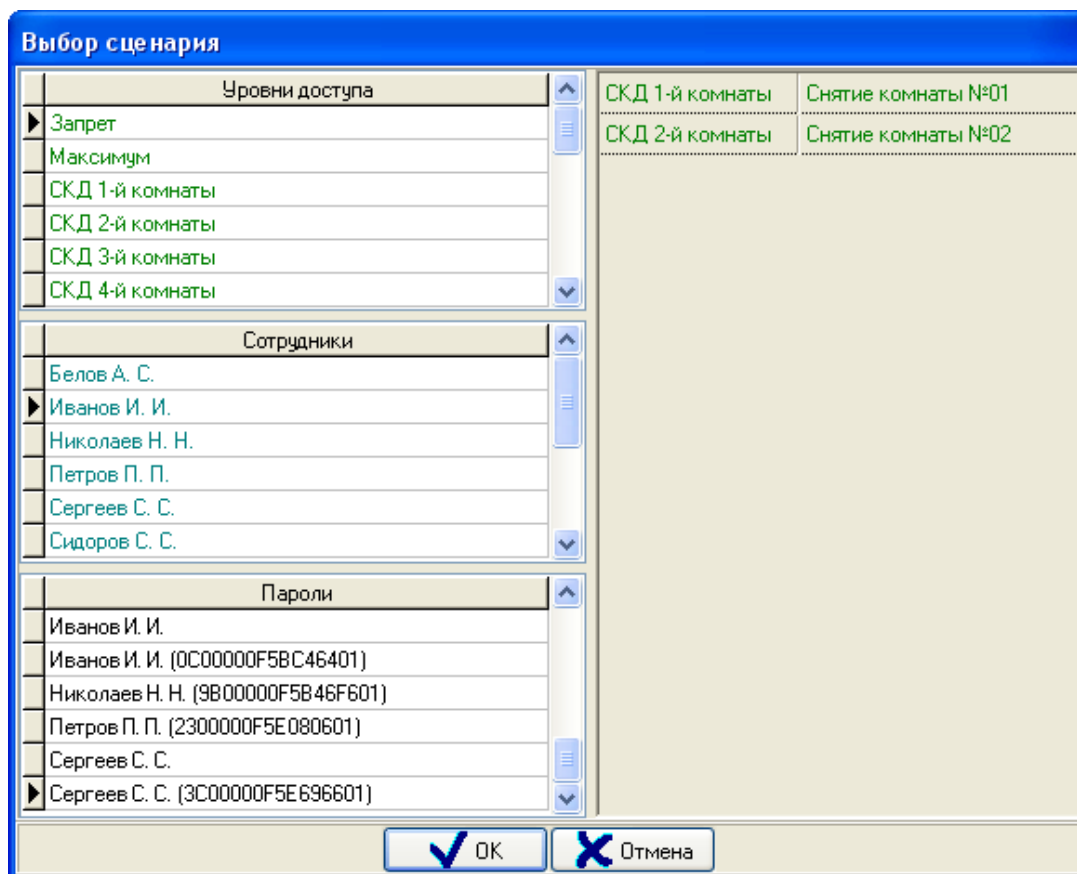 Выбор сценария
Уровни доступа
Запрет
Максимум
СКД 1-й комнаты
СКД 2-й комнаты
СКД 3-й комнаты
СКД 4-й комнаты
Сотрудники
Белов А. С.
Иванов И. И.
Николаев Н. Н.
Петров П. П.
Сергеев С. С.
Сидоров С. С.
Пароли
Иванов И. И.
Иванов И. И. (0C00000F5BC46401)
Николаев Н. Н. (9B00000F5B46F601)
Петров П. П. (2300000F5E080601)
Сергеев С. С.
Сергеев С. С. (3C00000F5E696601)
СКД 1-й комнаты Снятие комнаты №01
СКД 2-й комнаты Снятие комнаты №02
OK Отмена